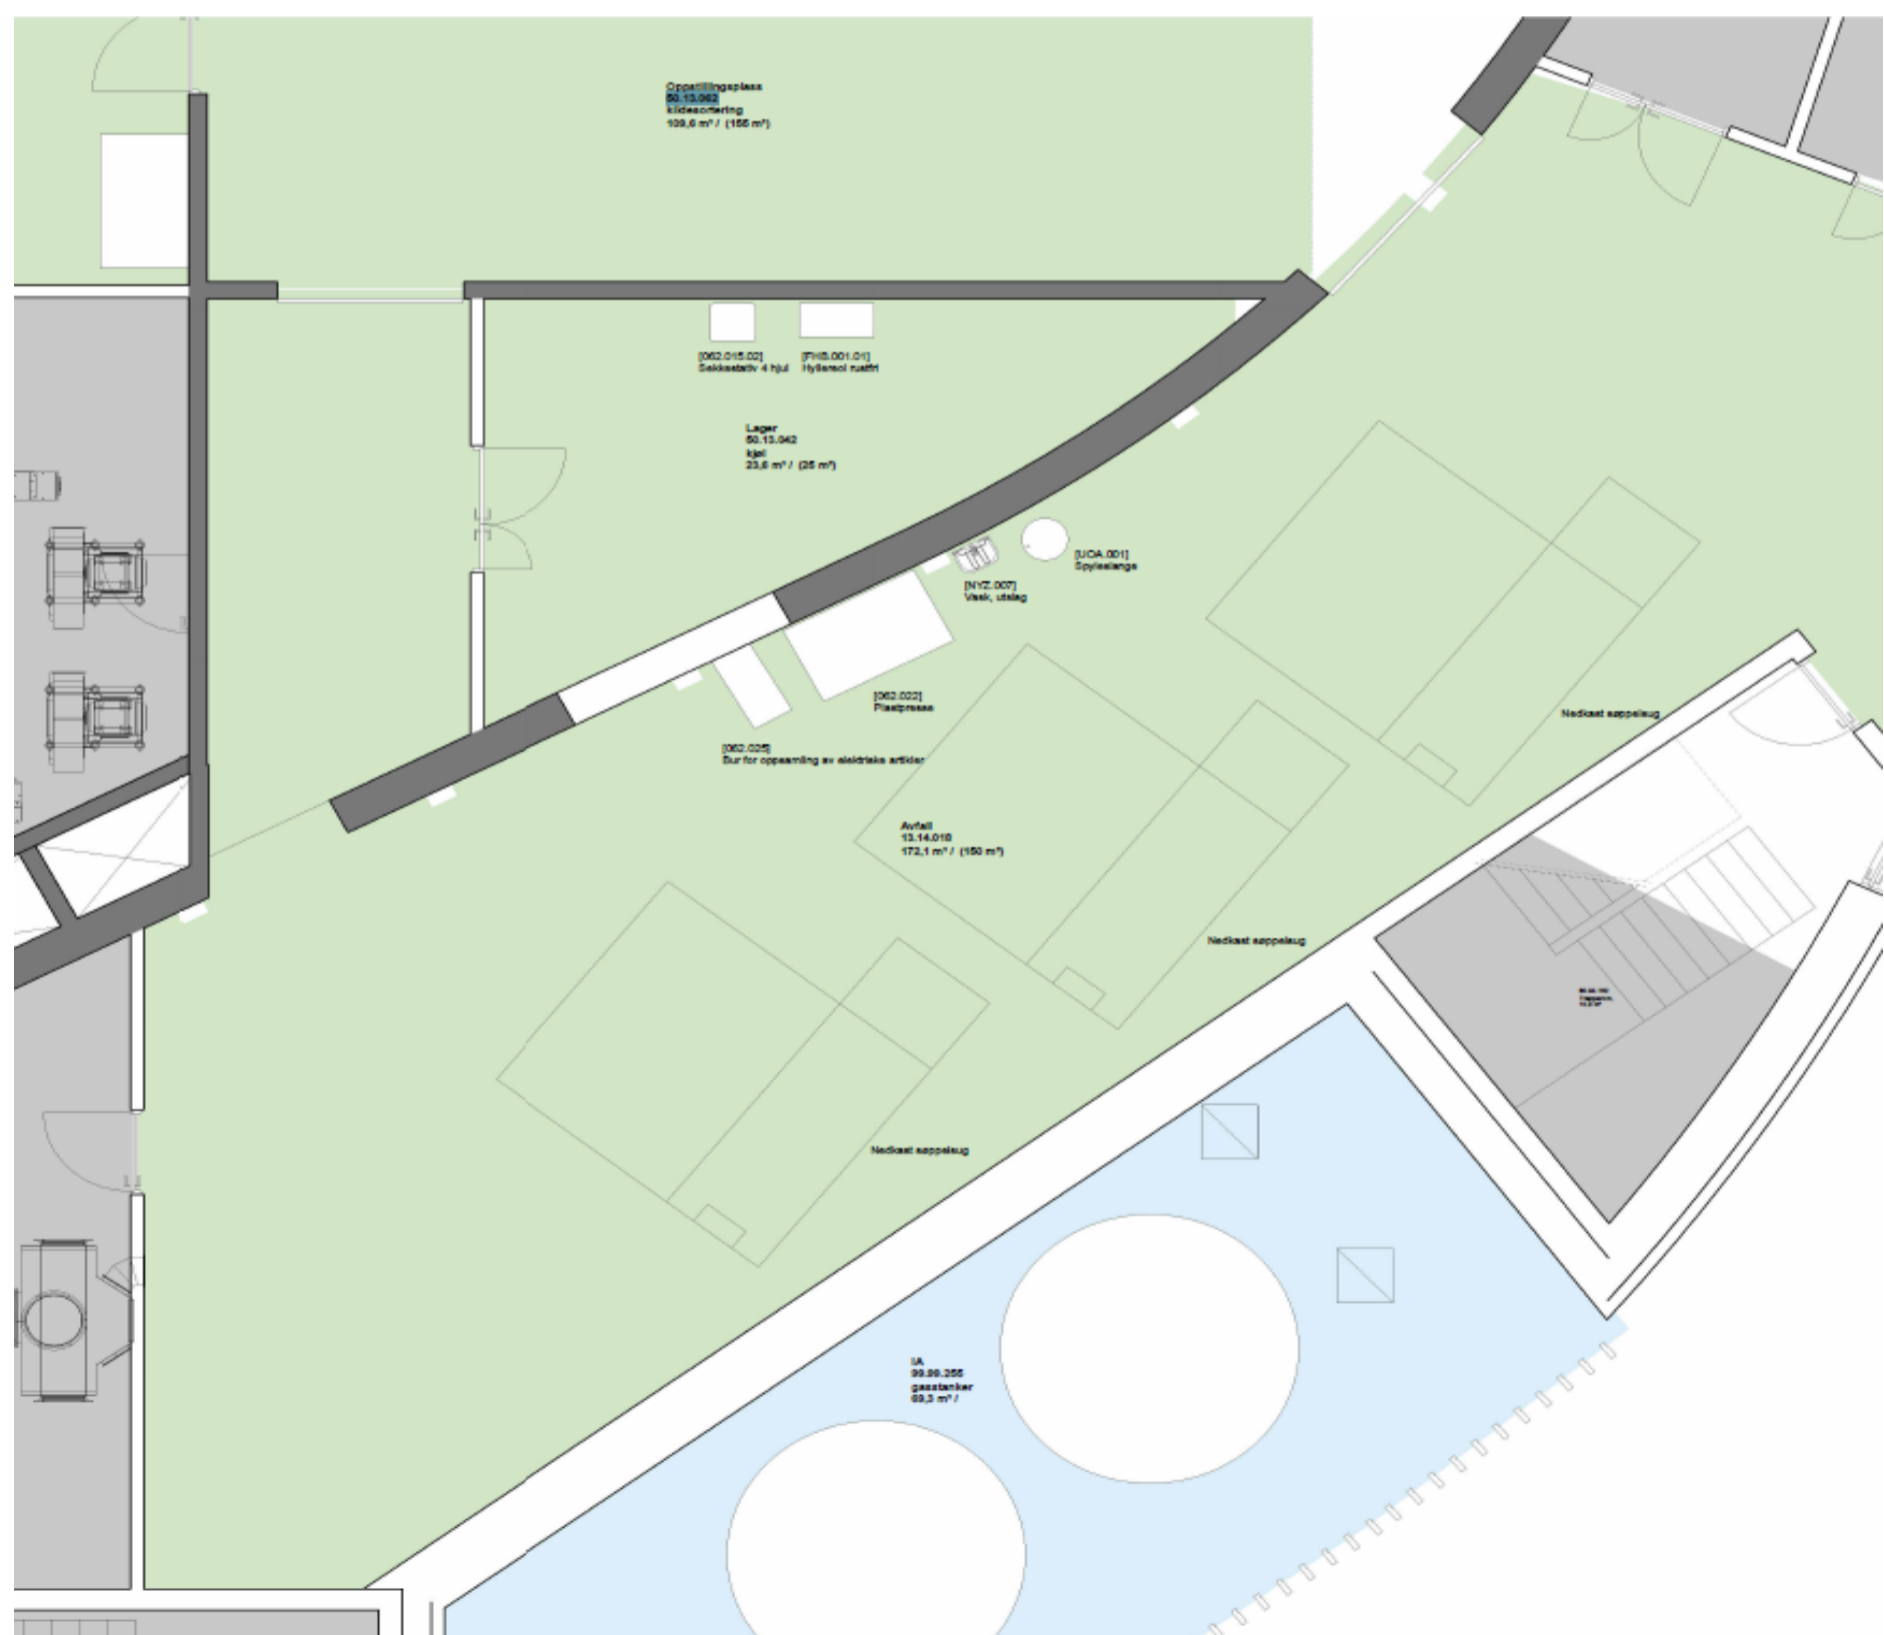 Oppstillingsplass
50.13.062
kildesortering
109,6 m² / (155 m²)
[062.015.02]
Sekkestativ 4 hjul
[FHS.001.01]
Hyllereol rustfri
Lager
50.13.042
kjøl
23,6 m² / (25 m²)
[UOA.001]
Spyleslange
[NYZ.007]
Vask, utslag
[062.022]
Plastpresse
Nedkast søppelsug
[062.025]
Bur for oppsamling av elektriske artikler
Avfall
13.14.018
172,1 m² / (150 m²)
Nedkast søppelsug
Nedkast søppelsug
IA
99.99.255
gasstanker
69,3 m² /